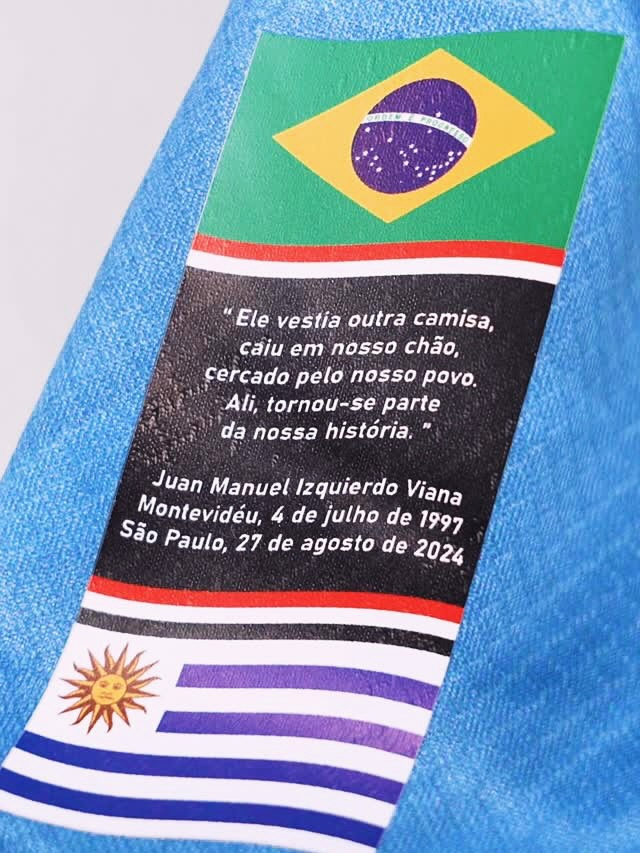 ORDEM E PROGRESSO
“Ele vestia outra camisa,
caiu em nosso chão,
cercado pelo nosso povo.
Ali, tornou-se parte
da nossa história.”
Juan Manuel Izquierdo Viana
Montevidéu, 4 de julho de 1997
São Paulo, 27 de agosto de 2024